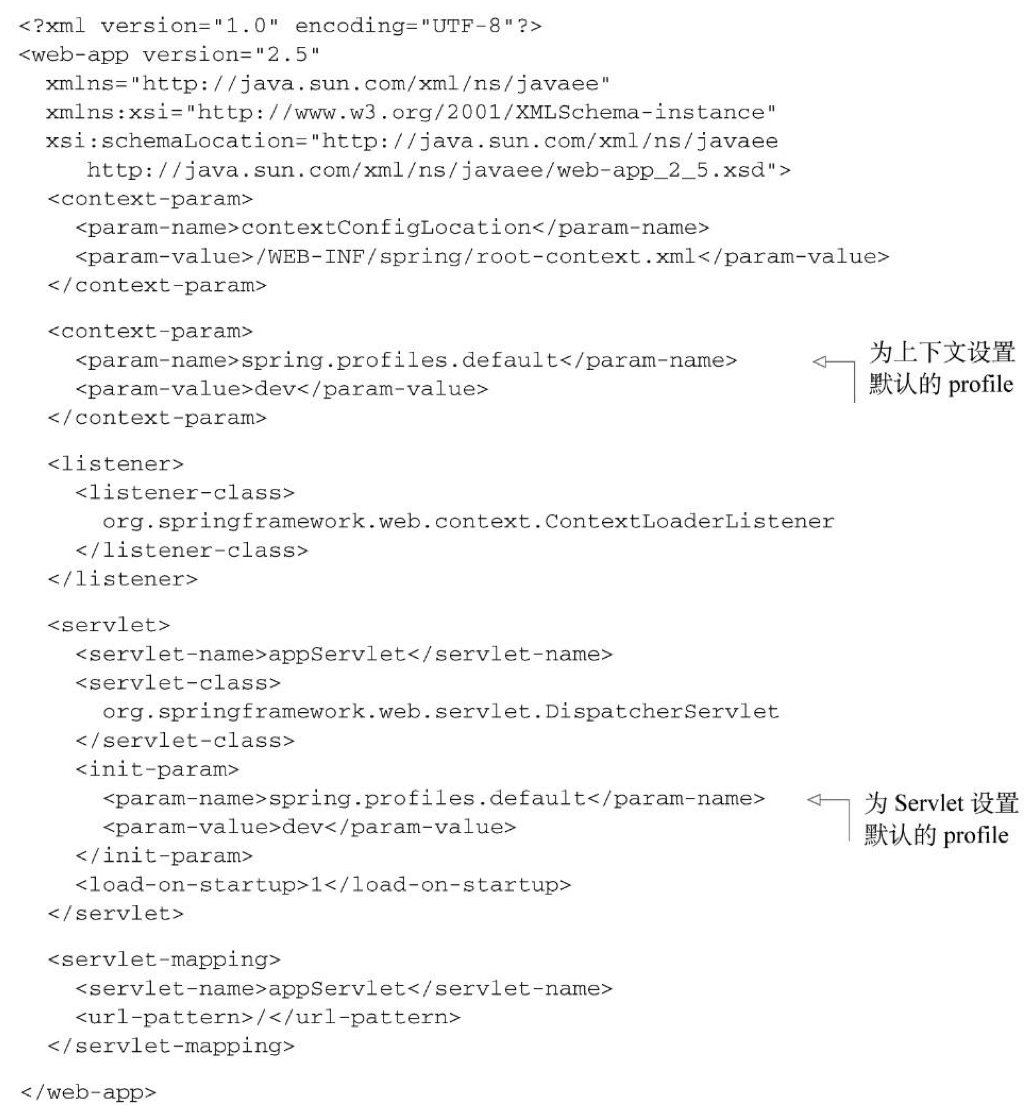 <?xml version="1.0" encoding="UTF-8"?>
<web-app version="2.5"
xmlns="http://java.sun.com/xml/ns/javaee"
xmlns:xsi="http://www.w3.org/2001/XMLSchema-instance"
xsi:schemaLocation="http://java.sun.com/xml/ns/javaee
http://java.sun.com/xml/ns/javaee/web-app_2_5.xsd">
<context-param>
<param-name>contextConfigLocation</param-name>
<param-value>/WEB-INF/spring/root-context.xml</param-value>
</context-param>
<context-param>
<param-name>spring.profiles.default</param-name>
<param-value>dev</param-value>
</context-param>
为上下文设置
默认的 profile
<listener>
<listener-class>
org.springframework.web.context.ContextLoaderListener
</listener-class>
</listener>
<servlet>
<servlet-name>appServlet</servlet-name>
<servlet-class>
org.springframework.web.servlet.DispatcherServlet
</servlet-class>
<init-param>
<param-name>spring.profiles.default</param-name>
<param-value>dev</param-value>
</init-param>
为 Servlet 设置
默认的 profile
<load-on-startup>1</load-on-startup>
</servlet>
<servlet-mapping>
<servlet-name>appServlet</servlet-name>
<url-pattern>/</url-pattern>
</servlet-mapping>
</web-app>